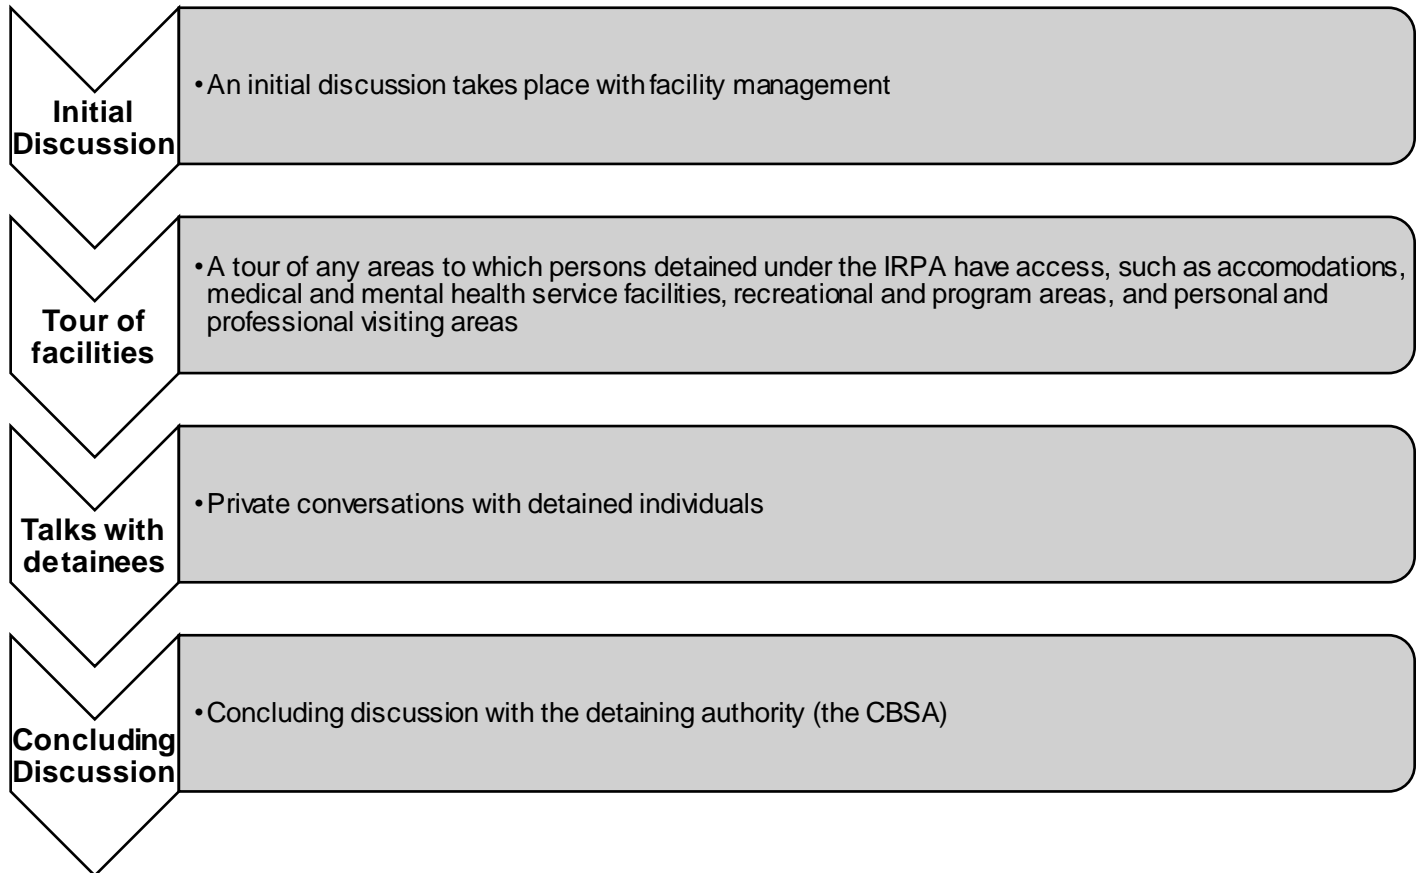 Initial
Discussion
•An initial discussion takes place with facility management
Tour of
facilities
•A tour of any areas to which persons detained under the IRPA have access, such as accomodations,
medical and mental health service facilities, recreational and program areas, and personal and
professional visiting areas
Talks with
detainees
•Private conversations with detained individuals
Concluding
Discussion
•Concluding discussion with the detaining authority (the CBSA)